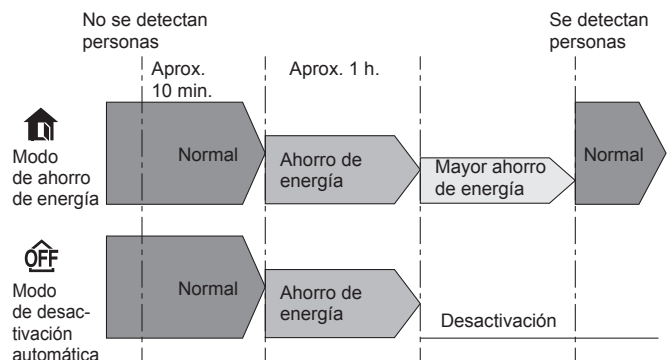 No se detectan
personas
Se detectan
personas
Aprox.
10 min.
Aprox. 1 h.
Modo
de ahorro
de energía
Normal
Ahorro de
energía
Mayor ahorro
de energía
Normal
OFF
Modo
de desac-
tivación
automática
Normal
Ahorro de
energía
Desactivación